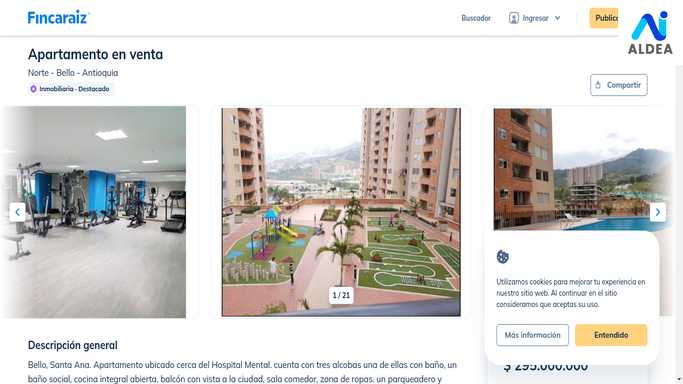 Fincaraiz
Buscador
Ingresar
Public
ALDEA
Apartamento en venta
Norte - Bello - Antioquia
Inmobiliaria - Destacado
Compartir
1 / 21
Utilizamos cookies para mejorar tu experiencia en
nuestro sitio web. Al continuar en el sitio
consideramos que aceptas su uso.
Más información
Entendido
$ 295.000.000
Descripción general
Bello, Santa Ana. Apartamento ubicado cerca del Hospital Mental. cuenta con tres alcobas una de ellas con baño, un
baño social, cocina integral abierta, balcón con vista a la ciudad, sala comedor, zona de ropas. un parqueadero y